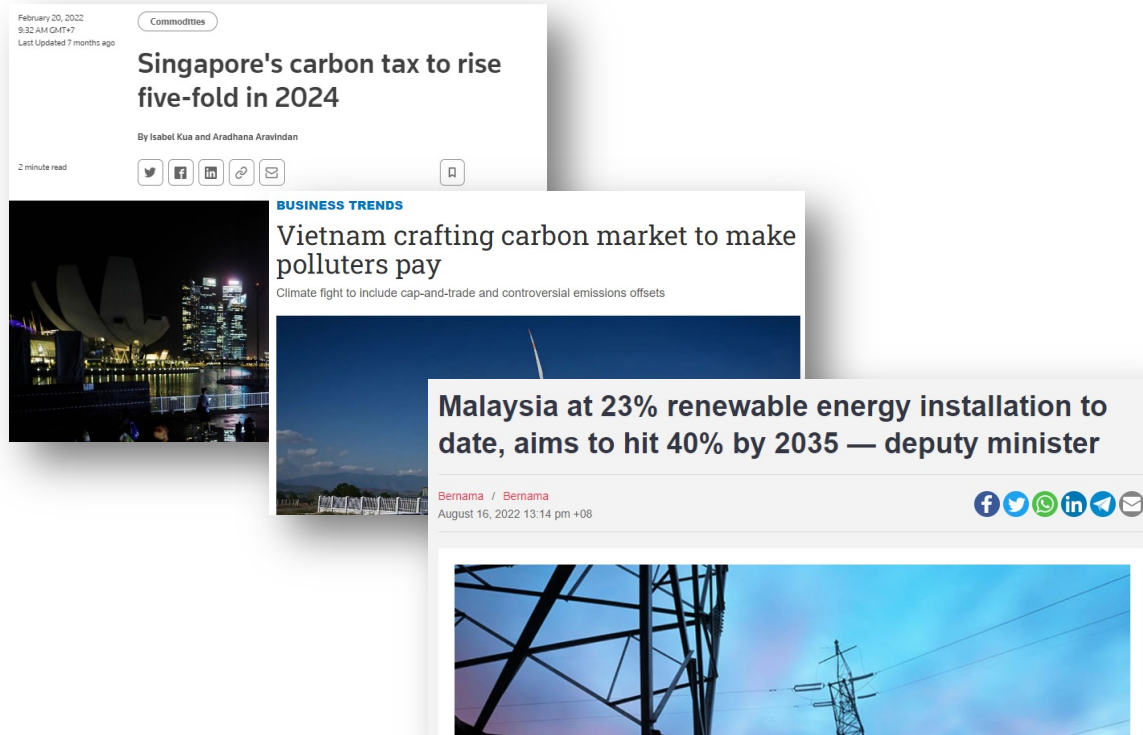 February 20, 2022
9:32 AM GMT+7
Last Updated 7 months ago
Commodities
Singapore's carbon tax to rise
five-fold in 2024
By Isabel Kua and Aradhana Aravindan
2 minute read
BUSINESS TRENDS
Vietnam crafting carbon market to make
polluters pay
Climate fight to include cap-and-trade and controversial emissions offsets
Malaysia at 23% renewable energy installation to
date, aims to hit 40% by 2035 — deputy minister
Bernama / Bernama
August 16, 2022 13:14 pm +08